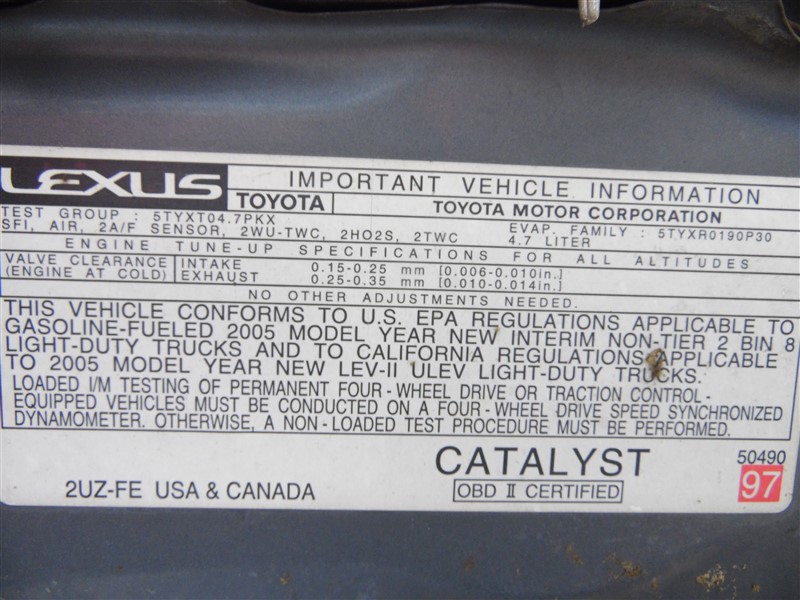 LEXUS
IMPORTANT VEHICLE INFORMATION
TOYOTA
TOYOTA MOTOR CORPORATION
TEST GROUP : 5TYXT04.7PKX
EVAP. FAMILY : 5TYXR0190P30
SFI, AIR, 2A/F SENSOR, 2WU-TWC, 2HO2S, 2TWC
4.7 LITER
ENGINE TUNE-UP SPECIFICATIONS FOR ALL ALTITUDES
VALVE CLEARANCE INTAKE 0.15-0.25 mm [0.006-0.010in.]
(ENGINE AT COLD) EXHAUST 0.25-0.35 mm [0.010-0.014in.]
NO OTHER ADJUSTMENTS NEEDED.
THIS VEHICLE CONFORMS TO U.S. EPA REGULATIONS APPLICABLE TO
GASOLINE-FUELED 2005 MODEL YEAR NEW INTERIM NON-TIER 2 BIN 8
LIGHT-DUTY TRUCKS AND TO CALIFORNIA REGULATIONS APPLICABLE
TO 2005 MODEL YEAR NEW LEV-II ULEV LIGHT-DUTY TRUCKS.
LOADED I/M TESTING OF PERMANENT FOUR-WHEEL DRIVE OR TRACTION CONTROL-
EQUIPPED VEHICLES MUST BE CONDUCTED ON A FOUR-WHEEL DRIVE SPEED SYNCHRONIZED
DYNAMOMETER. OTHERWISE, A NON-LOADED TEST PROCEDURE MUST BE PERFORMED.
CATALYST
50490
2UZ-FE USA & CANADA
OBD II CERTIFIED
97